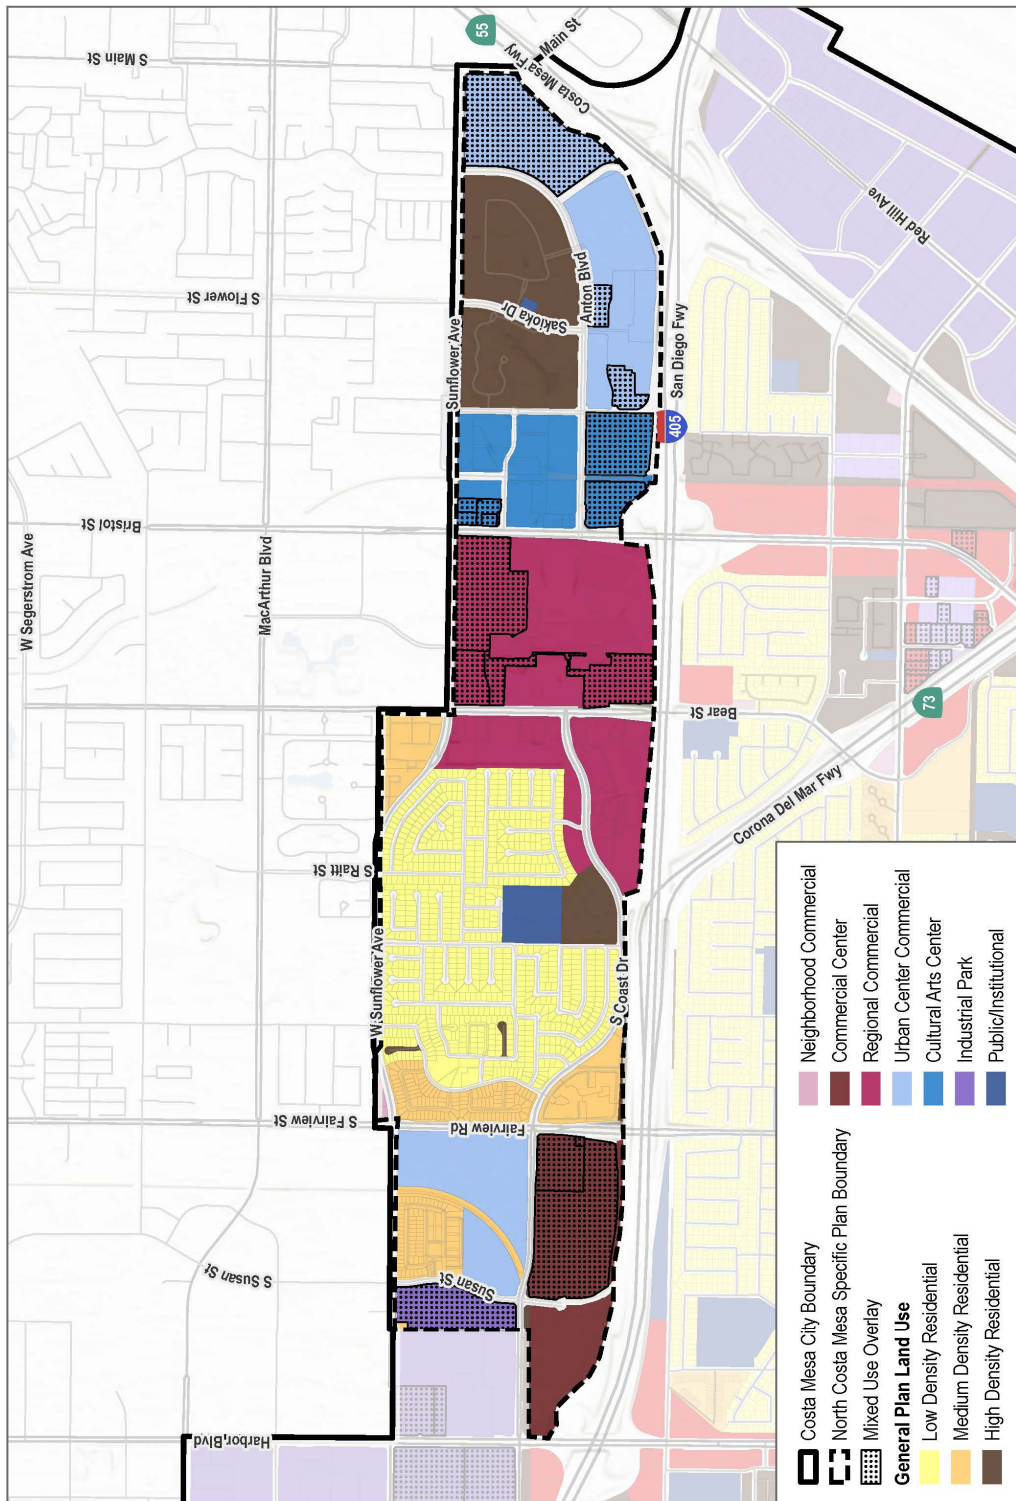 S Main St
55
Costa Mesa Fwy
Main St
Red Hill Ave
S Flower St
Sunflower Ave
Sakioka Dr
Anton Blvd
San Diego Fwy
405
Bristol St
W Segerstrom Ave
MacArthur Blvd
Bear St
73
Corona Del Mar Fwy
S Raitt St
W Sunflower Ave
S Coast Dr
S Fairview St
Fairview Rd
S Susan St
Susan St
Harbor Blvd
Costa Mesa City Boundary
North Costa Mesa Specific Plan Boundary
Mixed Use Overlay
General Plan Land Use
Low Density Residential
Medium Density Residential
High Density Residential
Neighborhood Commercial
Commercial Center
Regional Commercial
Urban Center Commercial
Cultural Arts Center
Industrial Park
Public/Institutional